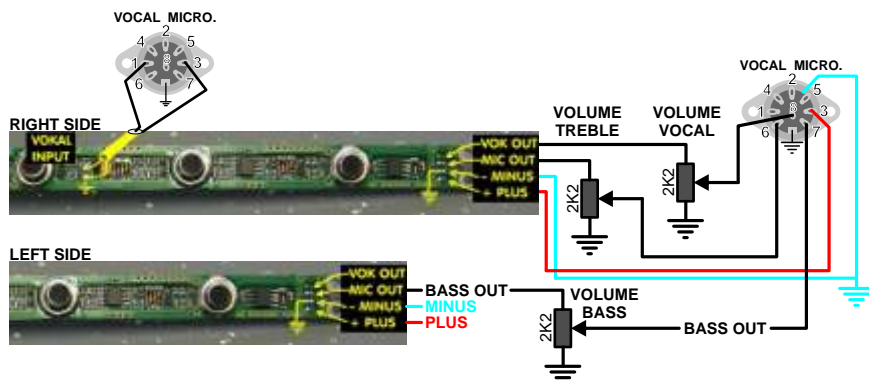 VOCAL MICRO.
2
4 5
1 8 3
6 7
RIGHT SIDE
VOKAL
INPUT
VOK OUT
MIC OUT
- MINUS
+ PLUS
VOLUME
TREBLE
VOLUME
VOCAL
2K2
2K2
VOCAL MICRO.
2
4 5
1 8 3
6 7
LEFT SIDE
VOK OUT
MIC OUT
- MINUS
+ PLUS
BASS OUT
MINUS
PLUS
VOLUME
BASS
2K2
BASS OUT